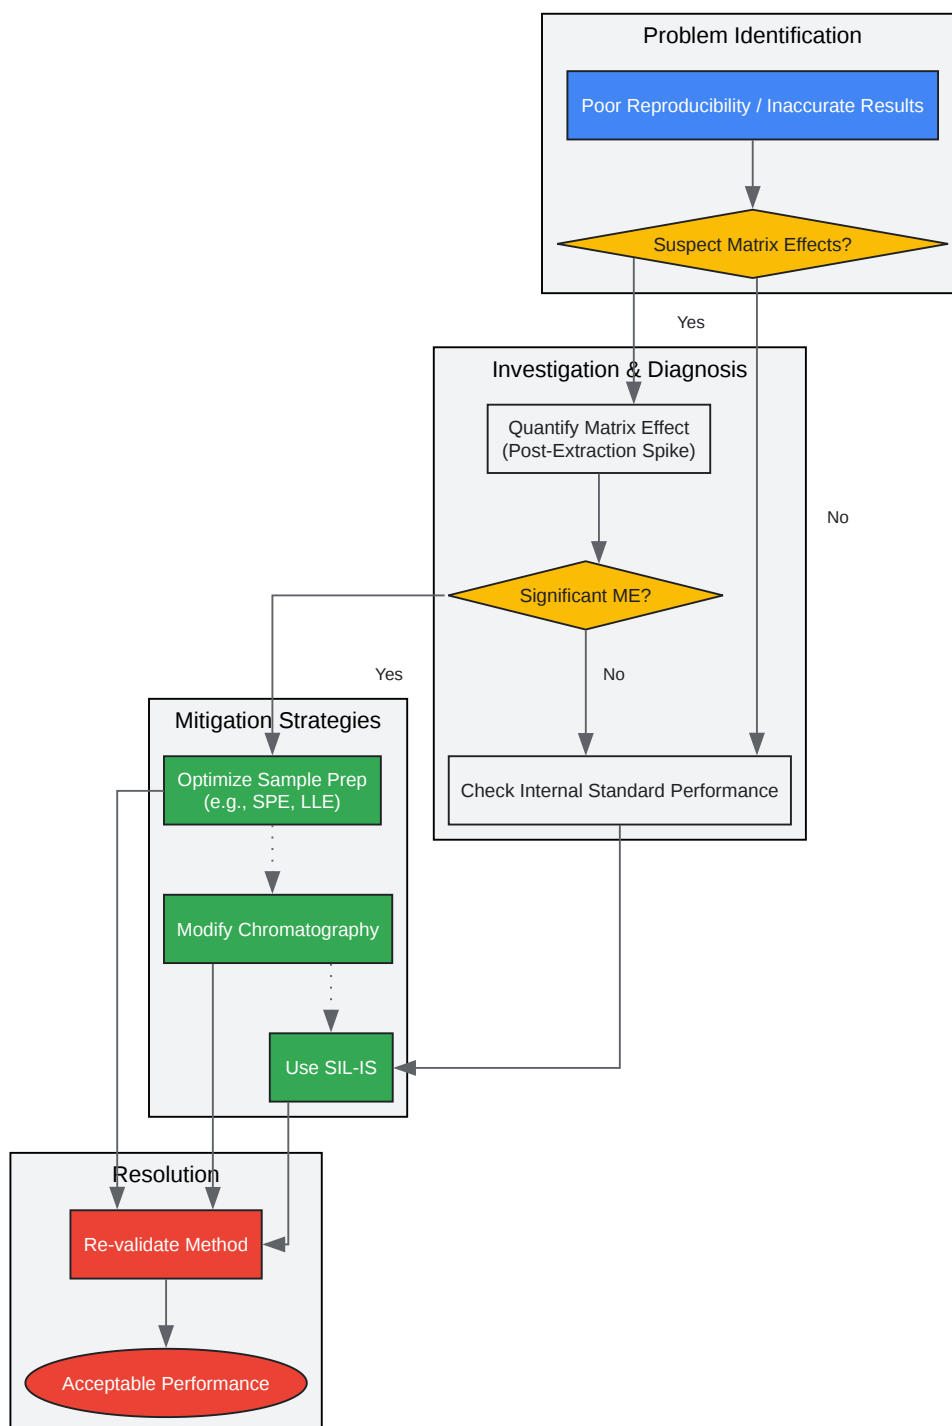 Problem Identification
Poor Reproducibility / Inaccurate Results
Suspect Matrix Effects?
Yes
Investigation & Diagnosis
Quantify Matrix Effect
(Post-Extraction Spike)
No
Significant ME?
Yes
No
Mitigation Strategies
Optimize Sample Prep
(e.g., SPE, LLE)
Check Internal Standard Performance
Modify Chromatography
Use SIL-IS
Resolution
Re-validate Method
Acceptable Performance